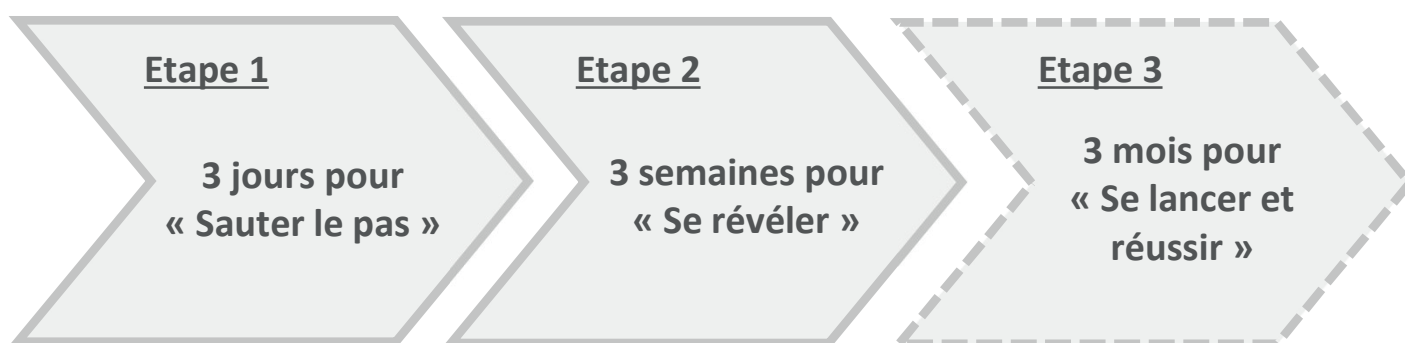 Etape 1
3 jours pour
« Sauter le pas »
Etape 2
3 semaines pour
« Se révéler »
Etape 3
3 mois pour
« Se lancer et
réussir »